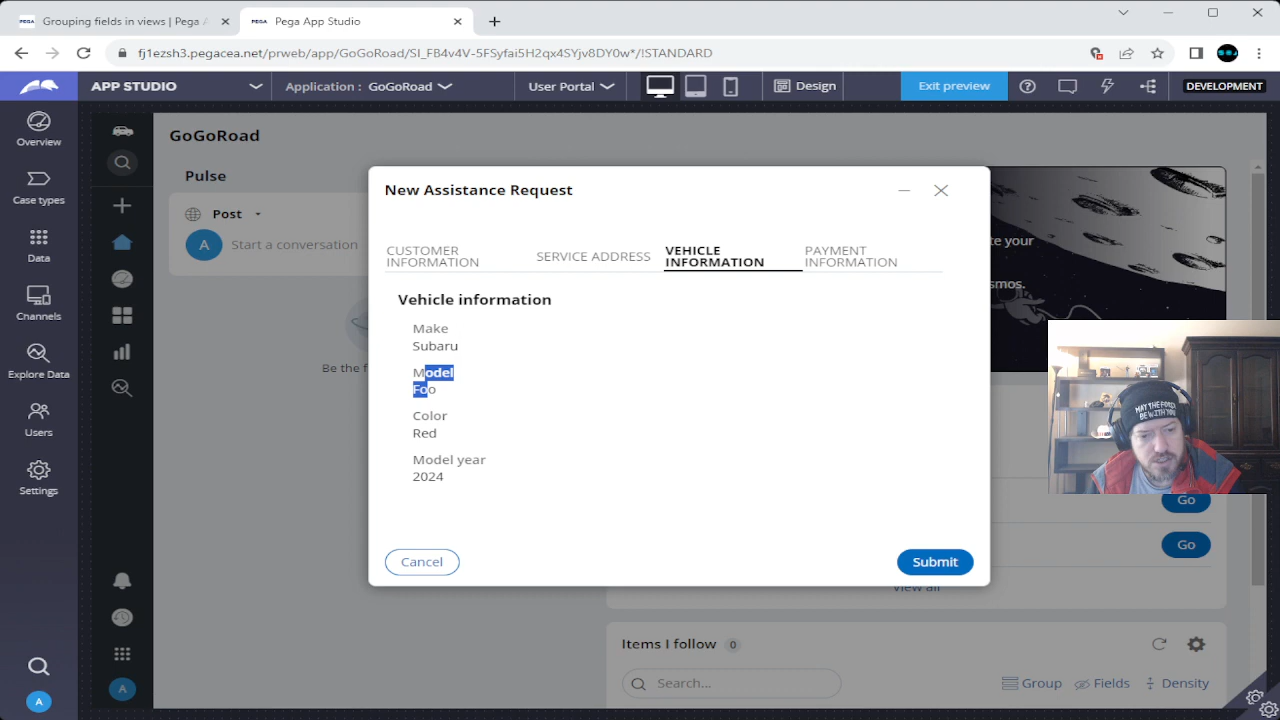 PEGA Grouping fields in views | Pega A
PEGA Pega App Studio
fj1ezsh3.pegacea.net/prweb/app/GoGoRoad/SI_FB4v4V-5FSyfai5H2qx4SYjv8DY0w*/!STANDARD
APP STUDIO
Application : GoGoRoad
User Portal
Design
Exit preview
DEVELOPMENT
Overview
Case types
Data
Channels
Explore Data
Users
Settings
A
A
GoGoRoad
Pulse
Post
A
Start a conversation
Be the f
New Assistance Request
CUSTOMER INFORMATION
SERVICE ADDRESS
VEHICLE INFORMATION
PAYMENT INFORMATION
Vehicle information
Make
Subaru
Model
Foo
Color
Red
Model year
2024
Cancel
Submit
te your
smos.
MAY THE FORCE
BE WITH YOU
Go
Go
View all
Items I follow 0
Search...
Group
Fields
Density